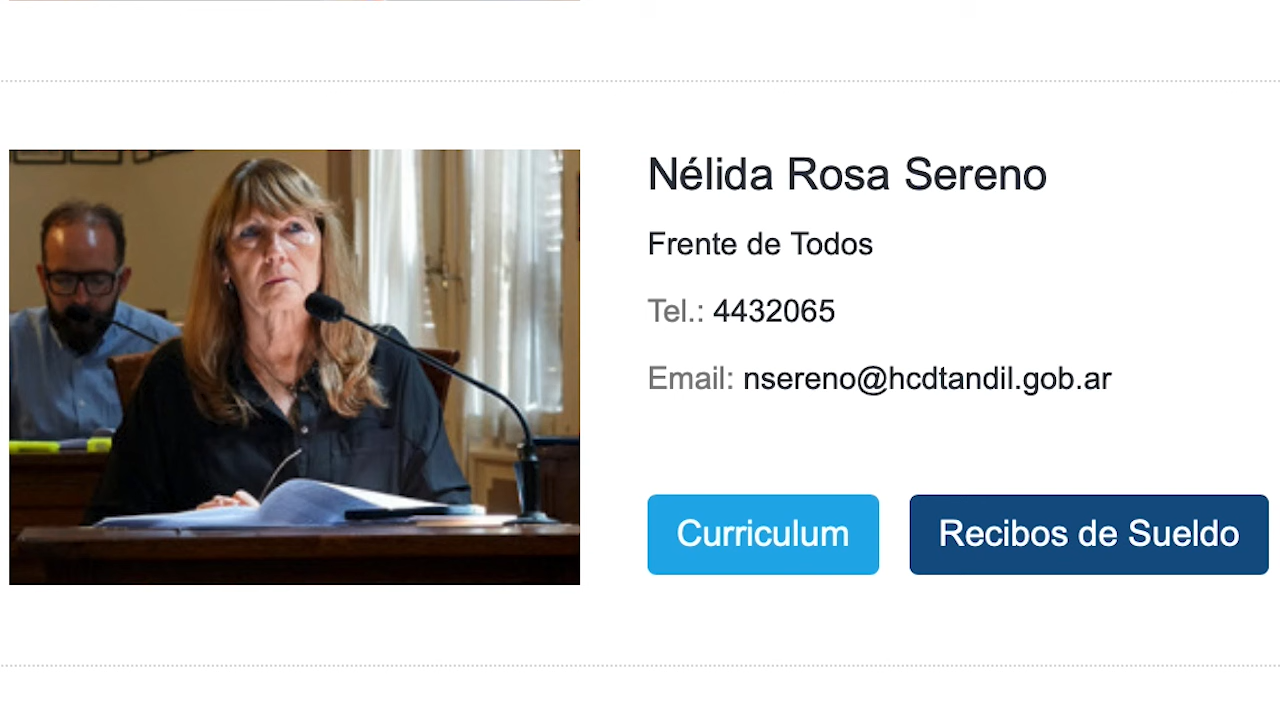 Nélida Rosa Sereno
Frente de Todos
Tel.: 4432065
Email: nsereno@hcdtandil.gob.ar
Curriculum
Recibos de Sueldo